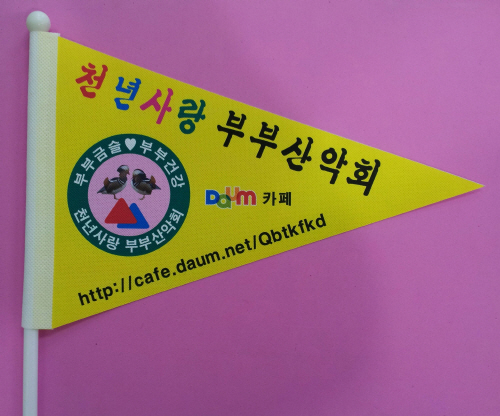 천년사랑 부부산악회
부부금슬♥부부건강
천년사랑 부부산악회
Daum 카페
http://cafe.daum.net/Qbtkfkd